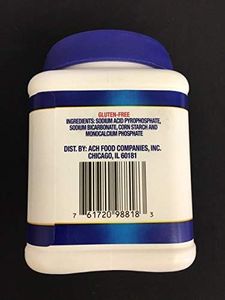 GLUTEN-FREE
INGREDIENTS: SODIUM ACID PYROPHOSPHATE,
SODIUM BICARBONATE, CORN STARCH AND
MONOCALCIUM PHOSPHATE
DIST. BY: ACH FOOD COMPANIES, INC.
CHICAGO, IL 60181
7 61720 98818 3